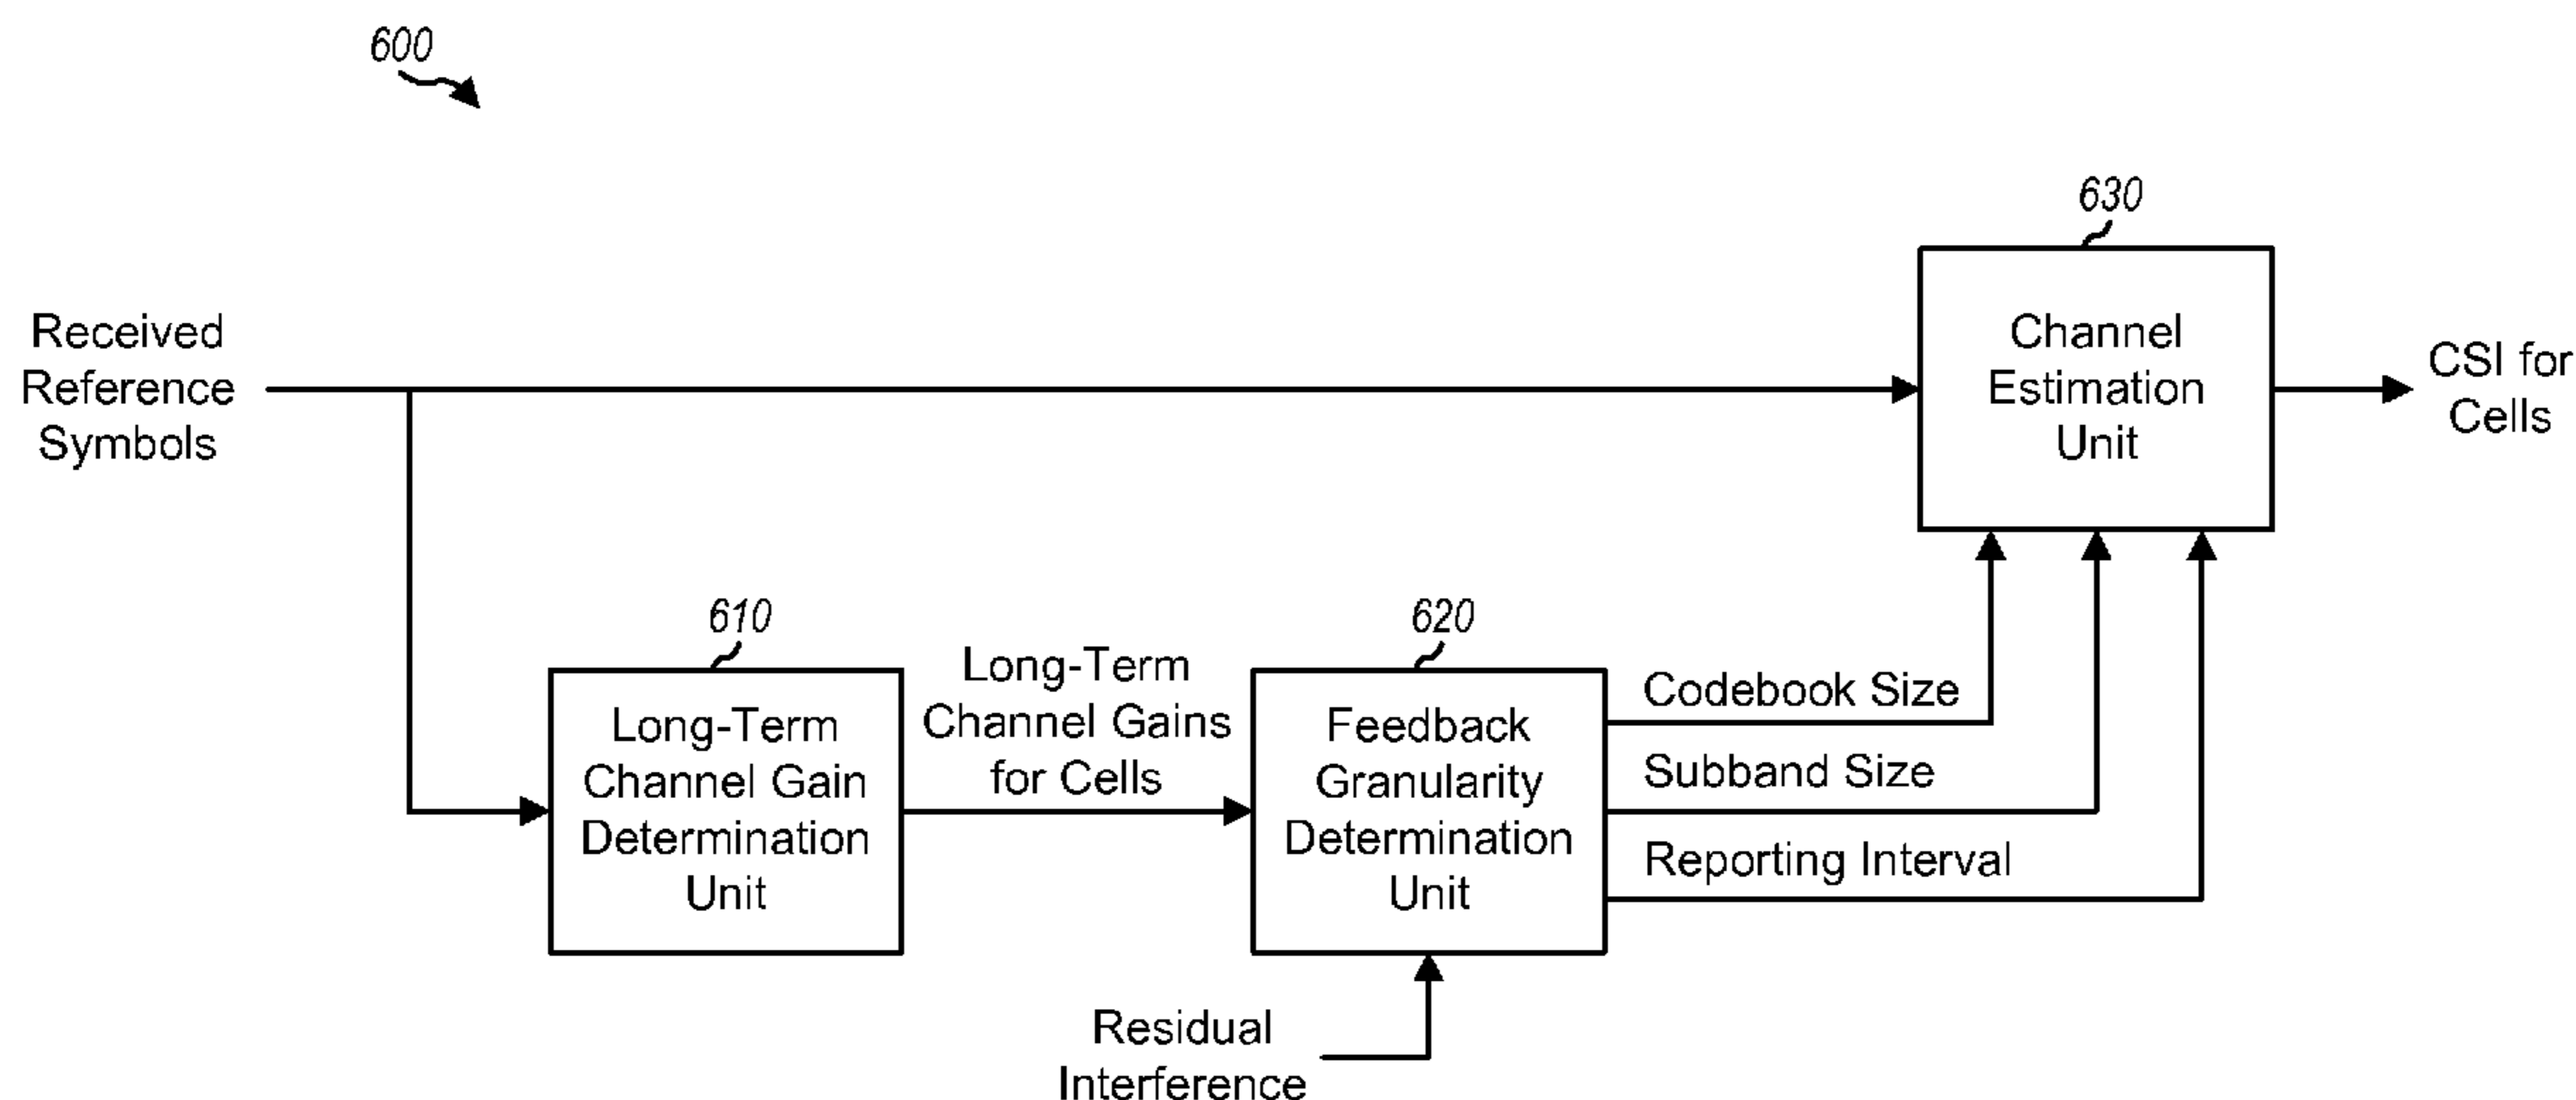 600
630
Received
Reference
Symbols
Channel
Estimation
Unit
CSI for
Cells
610
620
Long-Term
Channel Gain
Determination
Unit
Long-Term
Channel Gains
for Cells
Feedback
Granularity
Determination
Unit
Codebook Size
Subband Size
Reporting Interval
Residual
Interference